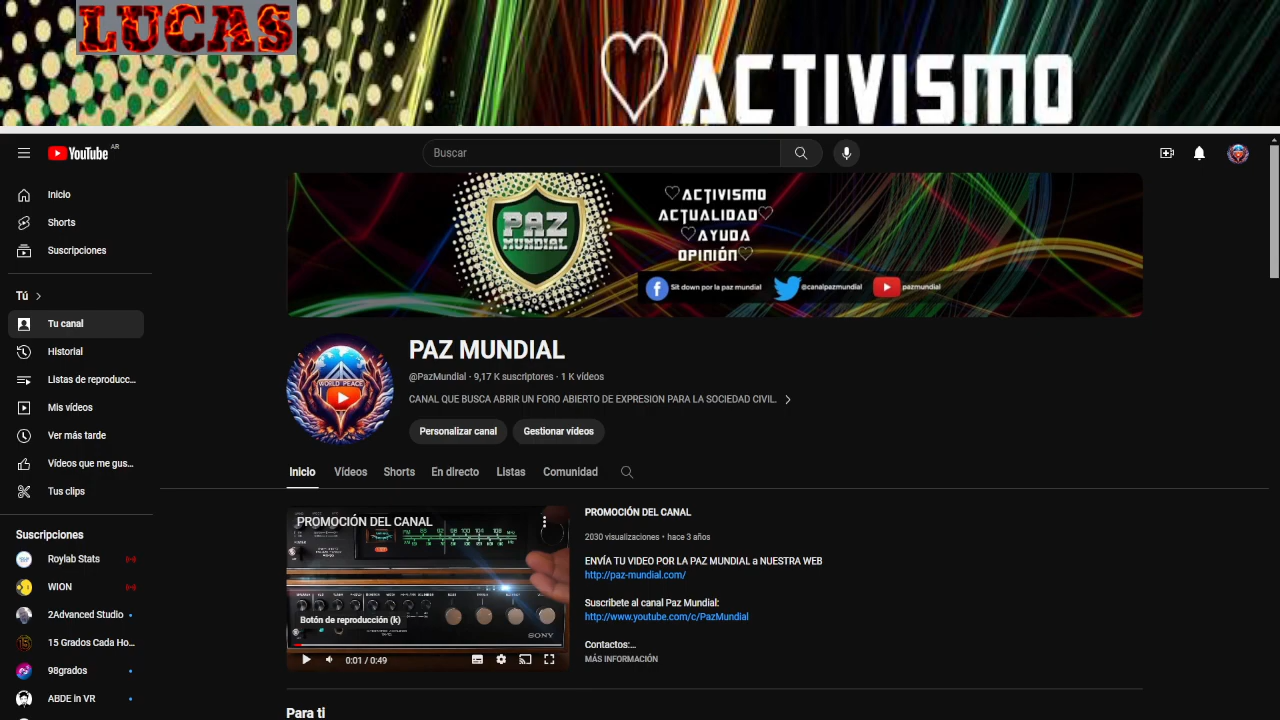 LUCAS
♡ ACTIVISMO
YouTube AR
Buscar
Inicio
Shorts
Suscripciones
Tú
Tu canal
Historial
Listas de reproducc...
Mis vídeos
Ver más tarde
Vídeos que me gus...
Tus clips
Suscripciones
Roylab Stats
WION
2Advanced Studio
15 Grados Cada Ho...
98grados
ABDE in VR
PAZ
MUNDIAL
♡ACTIVISMO
ACTUALIDAD♡
♡AYUDA
OPINIÓN♡
Sit down por la paz mundial @canalpazmundial pazmundial
WORLD PEACE
PAZ MUNDIAL
@PazMundial · 9,17 K suscriptores · 1 K vídeos
CANAL QUE BUSCA ABRIR UN FORO ABIERTO DE EXPRESION PARA LA SOCIEDAD CIVIL.
Personalizar canal Gestionar vídeos
Inicio Vídeos Shorts En directo Listas Comunidad
PROMOCIÓN DEL CANAL
Botón de reproducción (k)
SONY
0:01 / 0:49
PROMOCIÓN DEL CANAL
2030 visualizaciones • hace 3 años
ENVÍA TU VIDEO POR LA PAZ MUNDIAL a NUESTRA WEB
http://paz-mundial.com/
Suscribete al canal Paz Mundial:
http://www.youtube.com/c/PazMundial
Contactos:...
MÁS INFORMACIÓN
Para ti